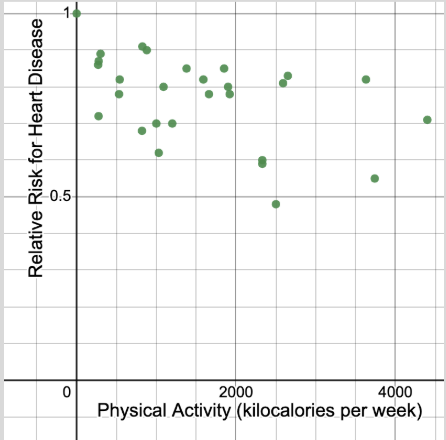 Relative Risk for Heart Disease
1
0.5
0
2000
4000
Physical Activity (kilocalories per week)